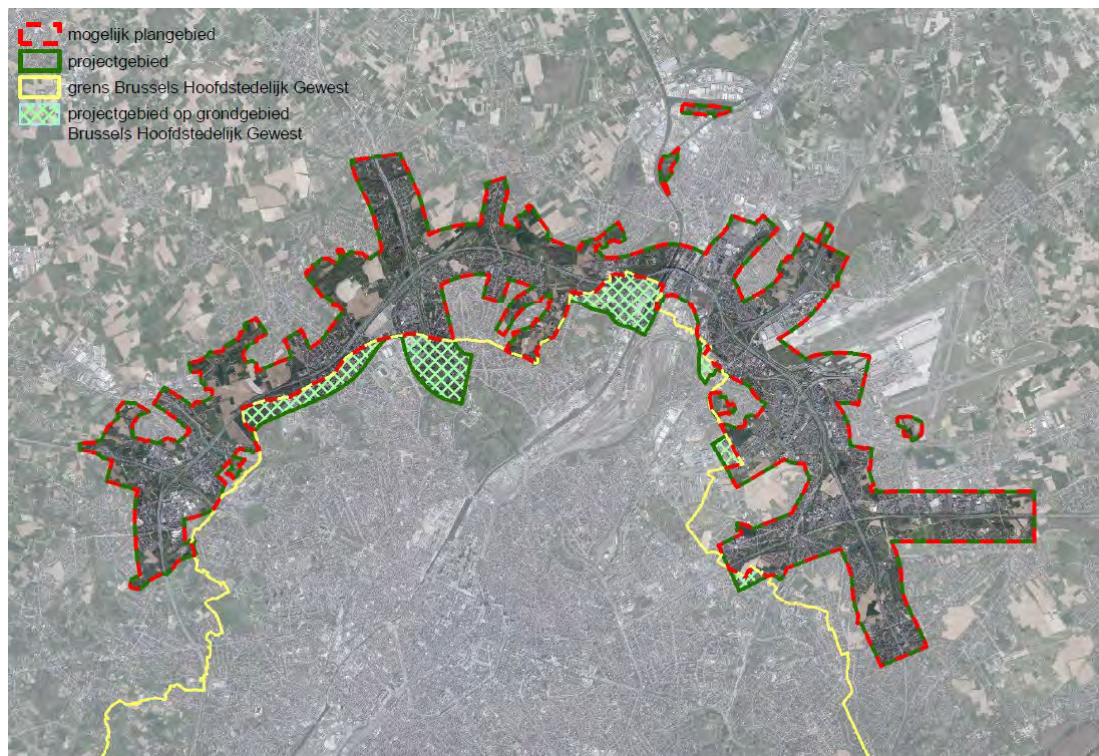 mogelijk plangebied
projectgebied
grens Brussels Hoofdstedelijk Gewest
projectgebied op grondgebied
Brussels Hoofdstedelijk Gewest